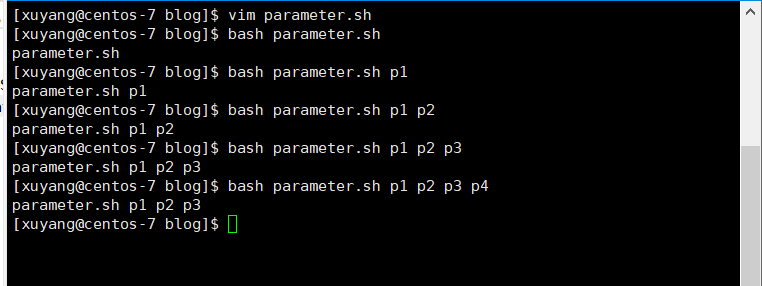 [xuyang@centos-7 blog]$ vim parameter.sh
[xuyang@centos-7 blog]$ bash parameter.sh
parameter.sh
[xuyang@centos-7 blog]$ bash parameter.sh p1
parameter.sh p1
[xuyang@centos-7 blog]$ bash parameter.sh p1 p2
parameter.sh p1 p2
[xuyang@centos-7 blog]$ bash parameter.sh p1 p2 p3
parameter.sh p1 p2 p3
[xuyang@centos-7 blog]$ bash parameter.sh p1 p2 p3 p4
parameter.sh p1 p2 p3
[xuyang@centos-7 blog]$